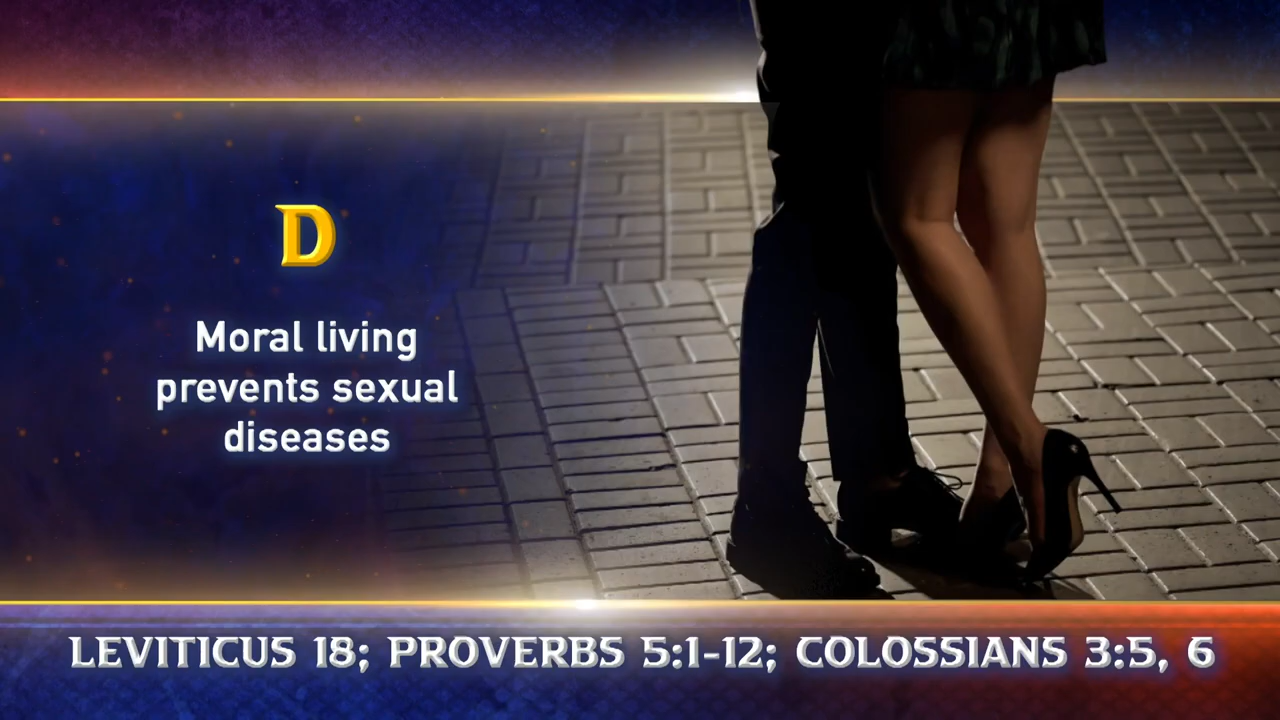 D
Moral living
prevents sexual
diseases
LEVITICUS 18; PROVERBS 5:1-12; COLOSSIANS 3:5, 6